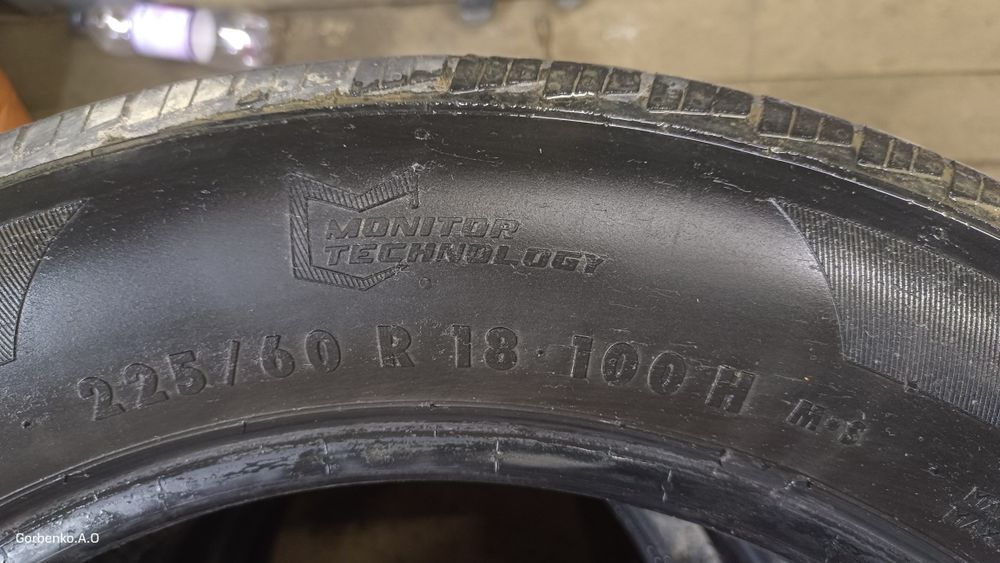 MONITOR
TECHNOLOGY
225/60 R 18 100 H M+S
Gorbenko.A.O